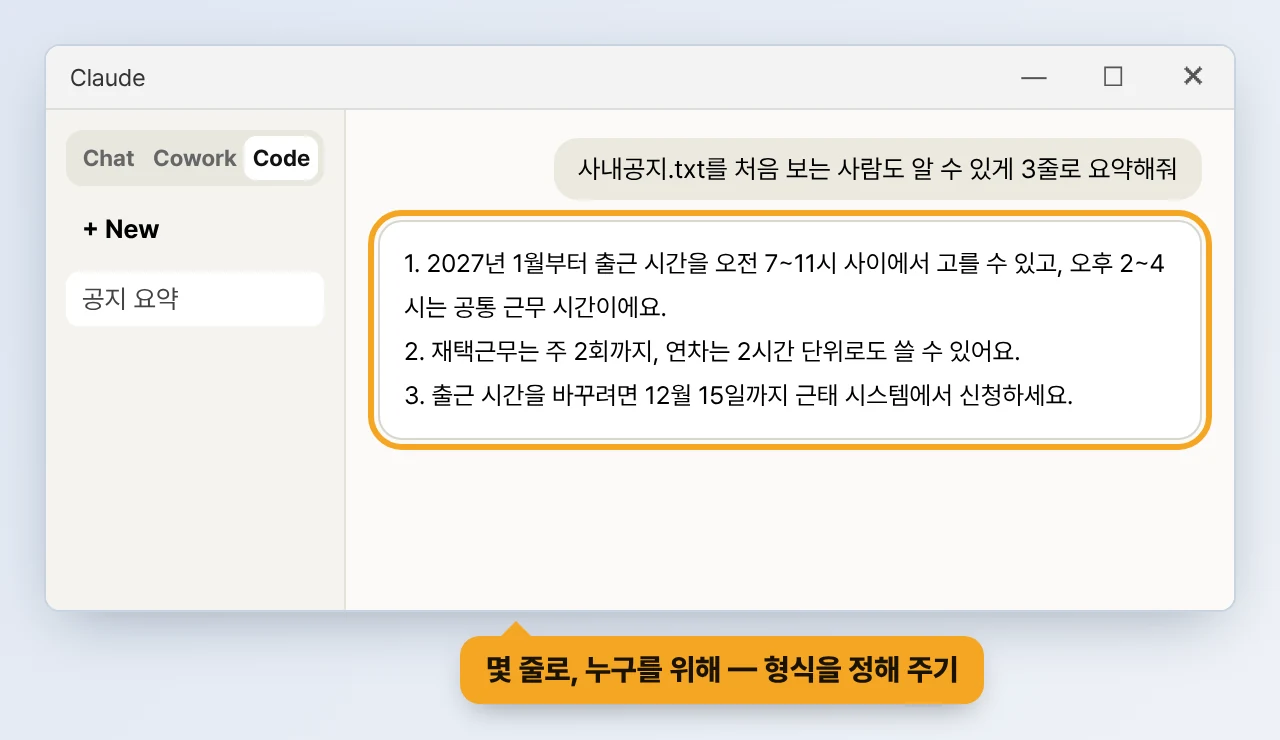 Claude
Chat Cowork Code
+ New
공지 요약
사내공지.txt를 처음 보는 사람도 알 수 있게 3줄로 요약해줘
1. 2027년 1월부터 출근 시간을 오전 7~11시 사이에서 고를 수 있고, 오후 2~4
시는 공통 근무 시간이에요.
2. 재택근무는 주 2회까지, 연차는 2시간 단위로도 쓸 수 있어요.
3. 출근 시간을 바꾸려면 12월 15일까지 근태 시스템에서 신청하세요.
몇 줄로, 누구를 위해 — 형식을 정해 주기